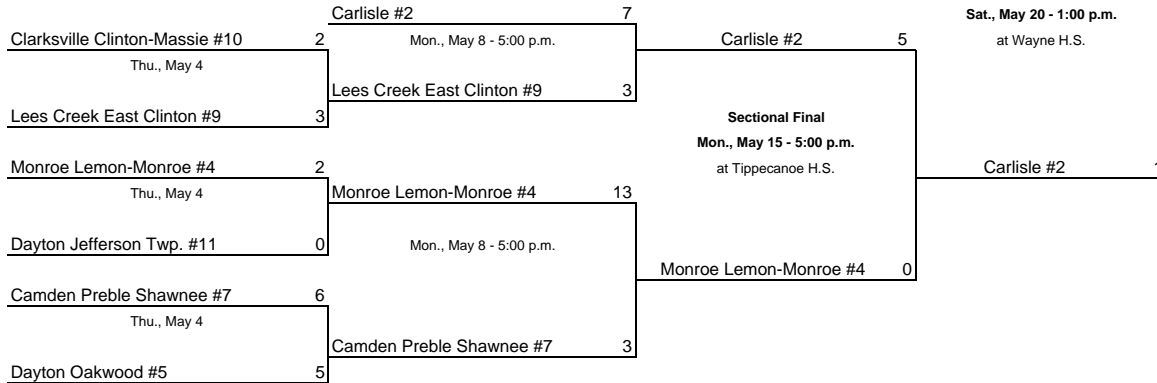 Carlisle #2 7
Sat., May 20 - 1:00 p.m.
Clarksville Clinton-Massie #10 2
Mon., May 8 - 5:00 p.m.
Carlisle #2 5
at Wayne H.S.
Thu., May 4
Lees Creek East Clinton #9 3
Lees Creek East Clinton #9 3
Sectional Final
Mon., May 15 - 5:00 p.m.
Monroe Lemon-Monroe #4 2
at Tippecanoe H.S.
Carlisle #2
Thu., May 4
Monroe Lemon-Monroe #4 13
Dayton Jefferson Twp. #11 0
Mon., May 8 - 5:00 p.m.
Monroe Lemon-Monroe #4 0
Camden Preble Shawnee #7 6
Thu., May 4
Camden Preble Shawnee #7 3
Dayton Oakwood #5 5